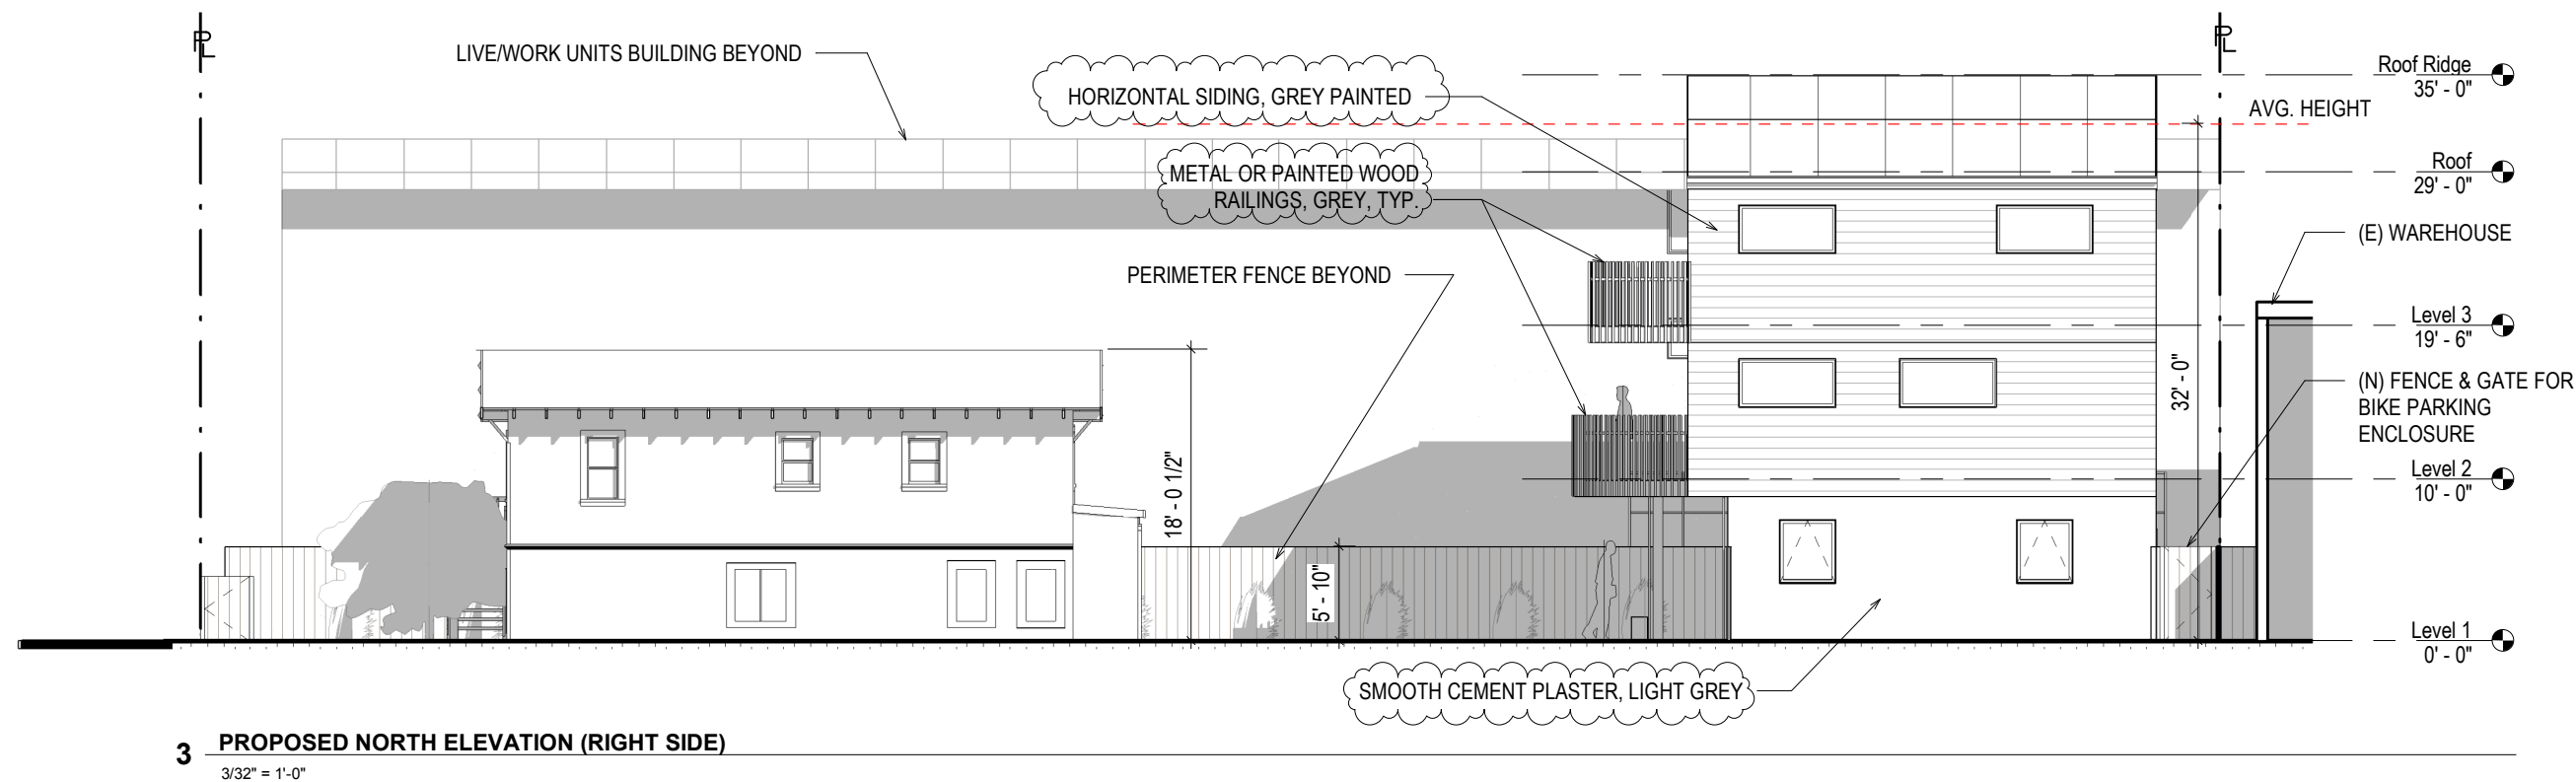 PL
PL
LIVE/WORK UNITS BUILDING BEYOND
HORIZONTAL SIDING, GREY PAINTED
METAL OR PAINTED WOOD
RAILINGS, GREY, TYP.
PERIMETER FENCE BEYOND
Roof Ridge
35' - 0"
AVG. HEIGHT
Roof
29' - 0"
(E) WAREHOUSE
Level 3
19' - 6"
32' - 0"
(N) FENCE & GATE FOR
BIKE PARKING
ENCLOSURE
Level 2
10' - 0"
18' - 0 1/2"
5' - 10"
Level 1
0' - 0"
SMOOTH CEMENT PLASTER, LIGHT GREY
3 PROPOSED NORTH ELEVATION (RIGHT SIDE)
3/32" = 1'-0"